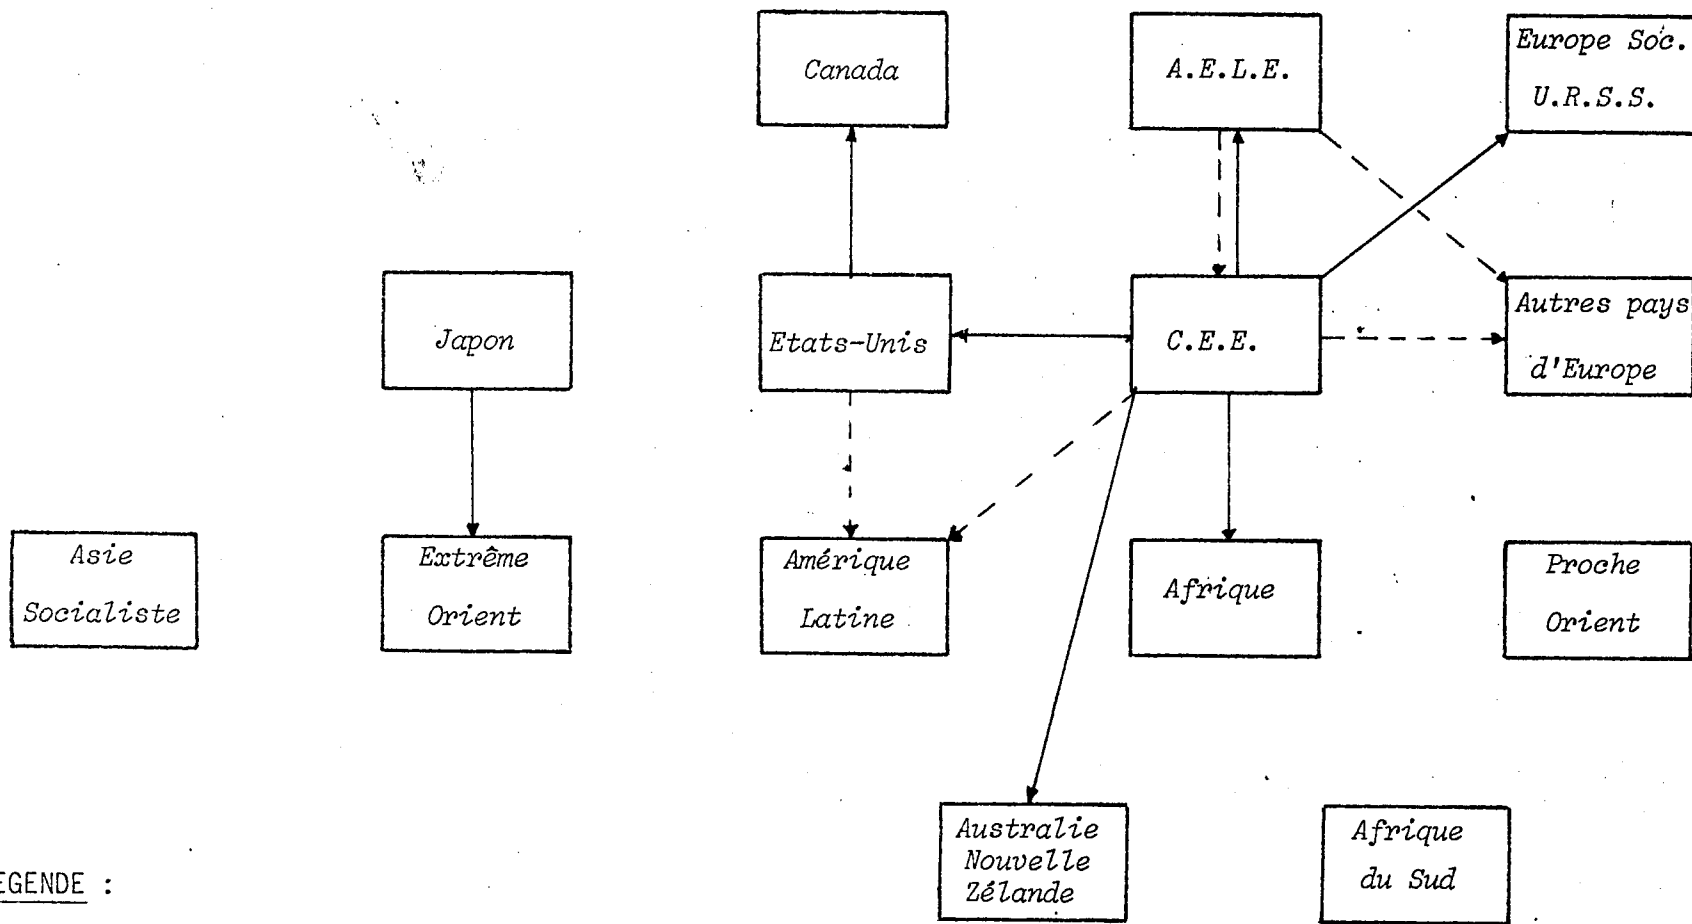 Canada
A.E.L.E.
Europe Soc.
U.R.S.S.
Japon
Etats-Unis
C.E.E.
Autres pays
d'Europe
Asie
Socialiste
Extrême
Orient
Amérique
Latine
Afrique
Proche
Orient
Australie
Nouvelle
Zélande
Afrique
du Sud
EGENDE :